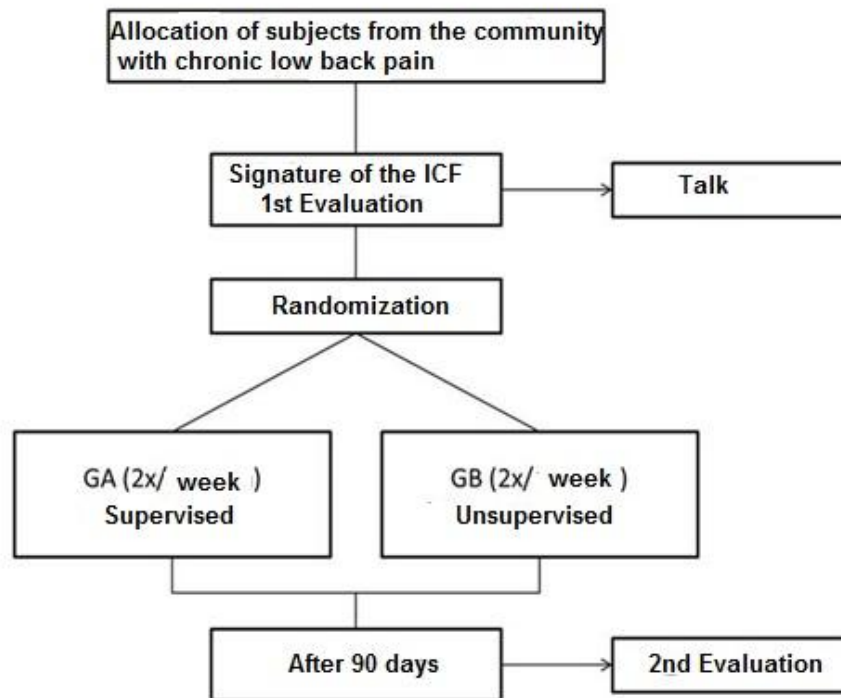 Allocation of subjects from the community
with chronic low back pain
Signature of the ICF
1st Evaluation
Talk
Randomization
GA (2x/ week )
Supervised
GB (2x/ week )
Unsupervised
After 90 days
2nd Evaluation